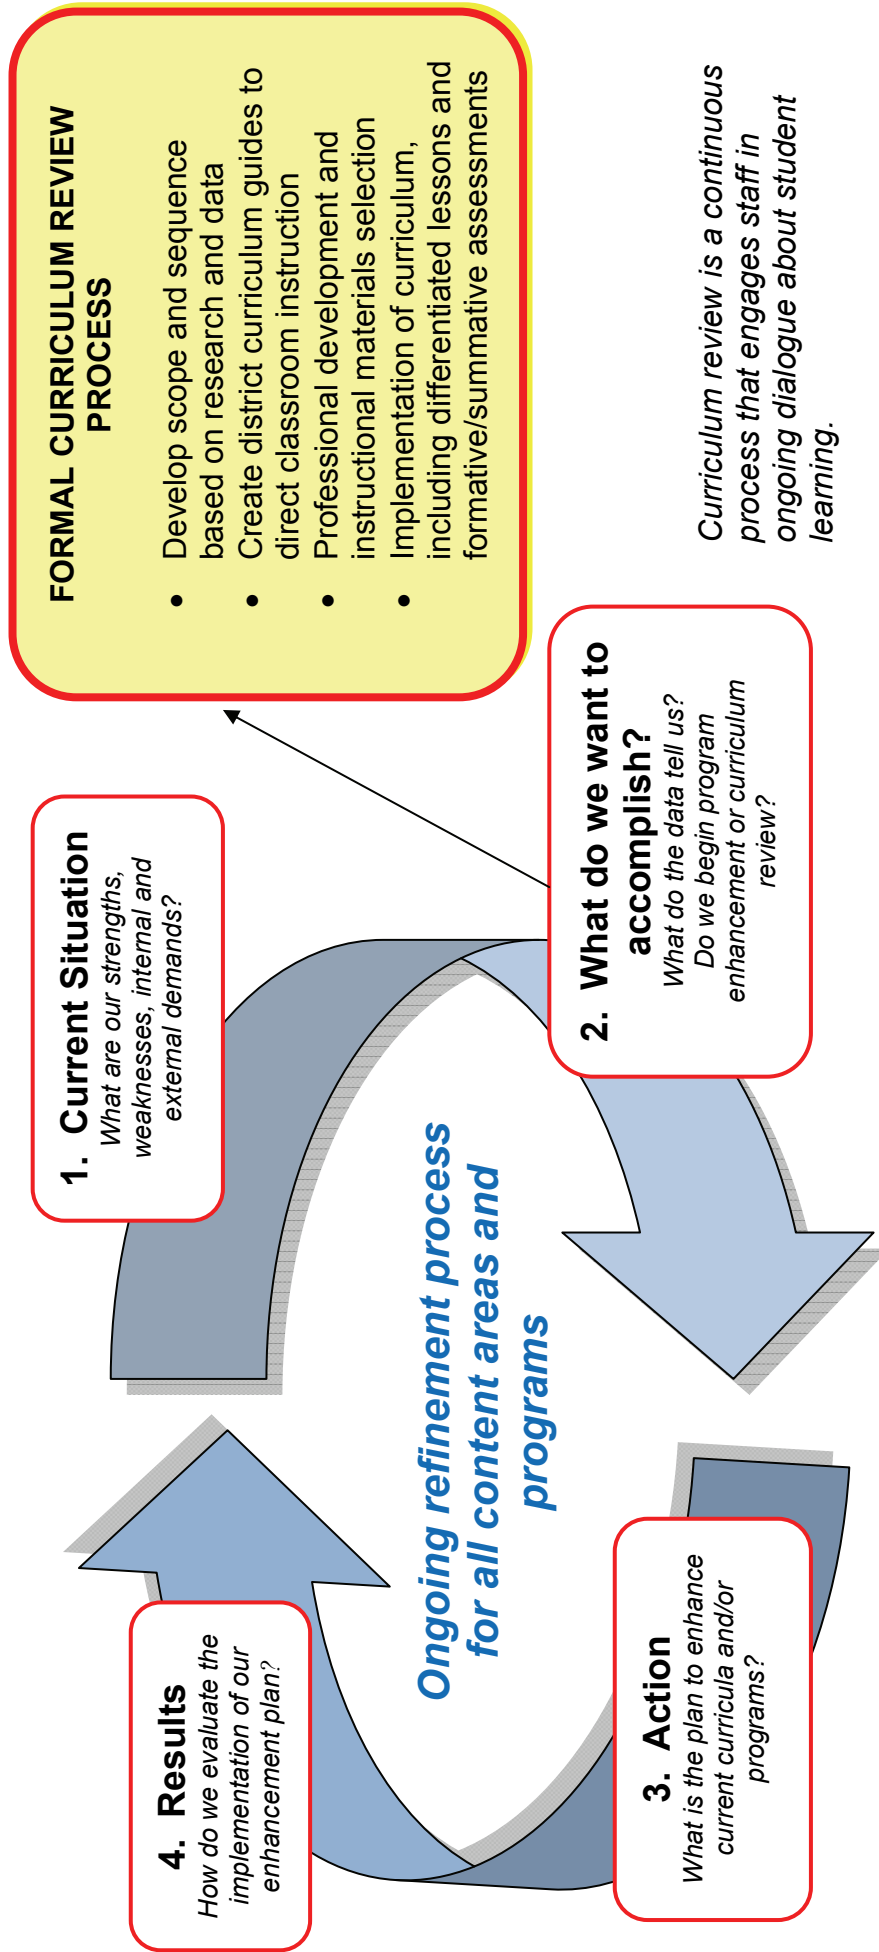 1. Current Situation
What are our strengths,
weaknesses, internal and
external demands?
FORMAL CURRICULUM REVIEW
PROCESS
• Develop scope and sequence
based on research and data
• Create district curriculum guides to
direct classroom instruction
• Professional development and
instructional materials selection
• Implementation of curriculum,
including differentiated lessons and
formative/summative assessments
2. What do we want to
accomplish?
What do the data tell us?
Do we begin program
enhancement or curriculum
review?
Curriculum review is a continuous
process that engages staff in
ongoing dialogue about student
learning.
3. Action
What is the plan to enhance
current curricula and/or
programs?
4. Results
How do we evaluate the
implementation of our
enhancement plan?
Ongoing refinement process
for all content areas and
programs